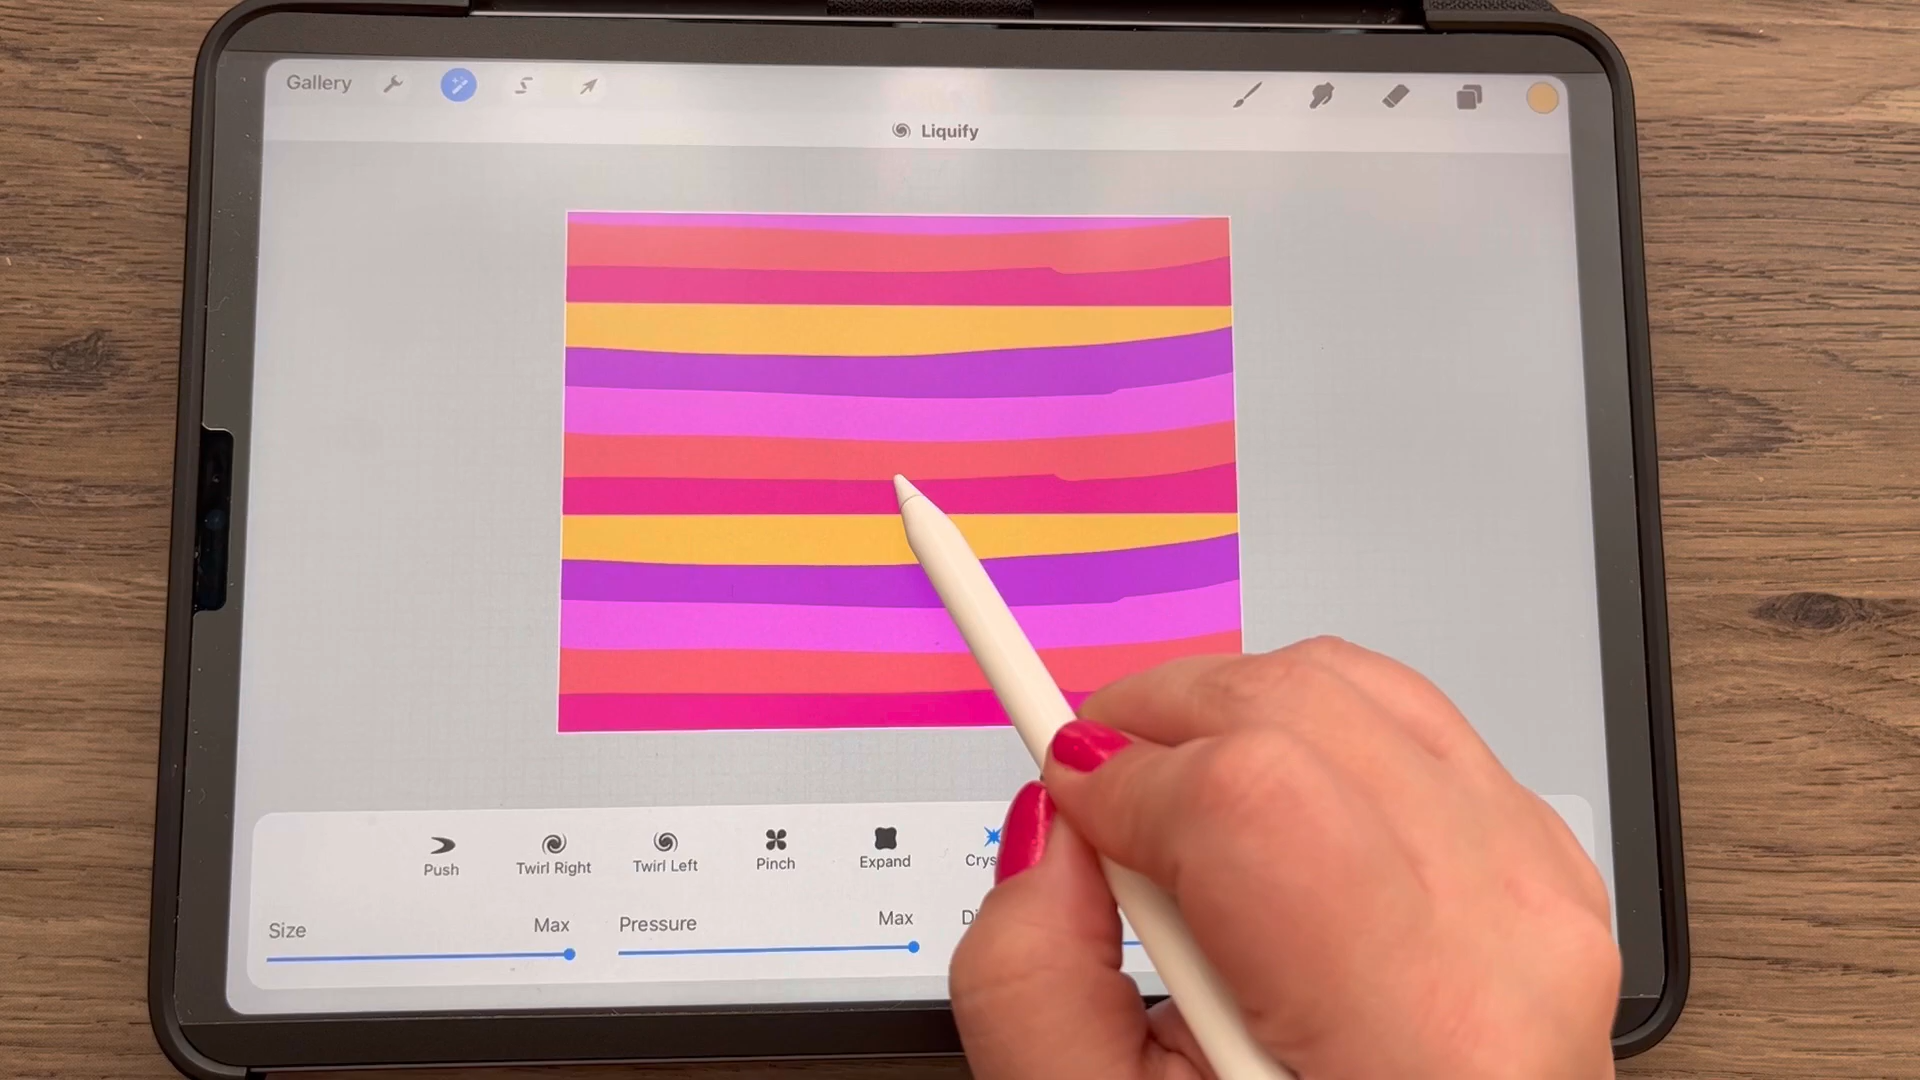 Gallery
Liquify
Push
Twirl Right
Twirl Left
Pinch
Expand
Size
Max
Pressure
Max